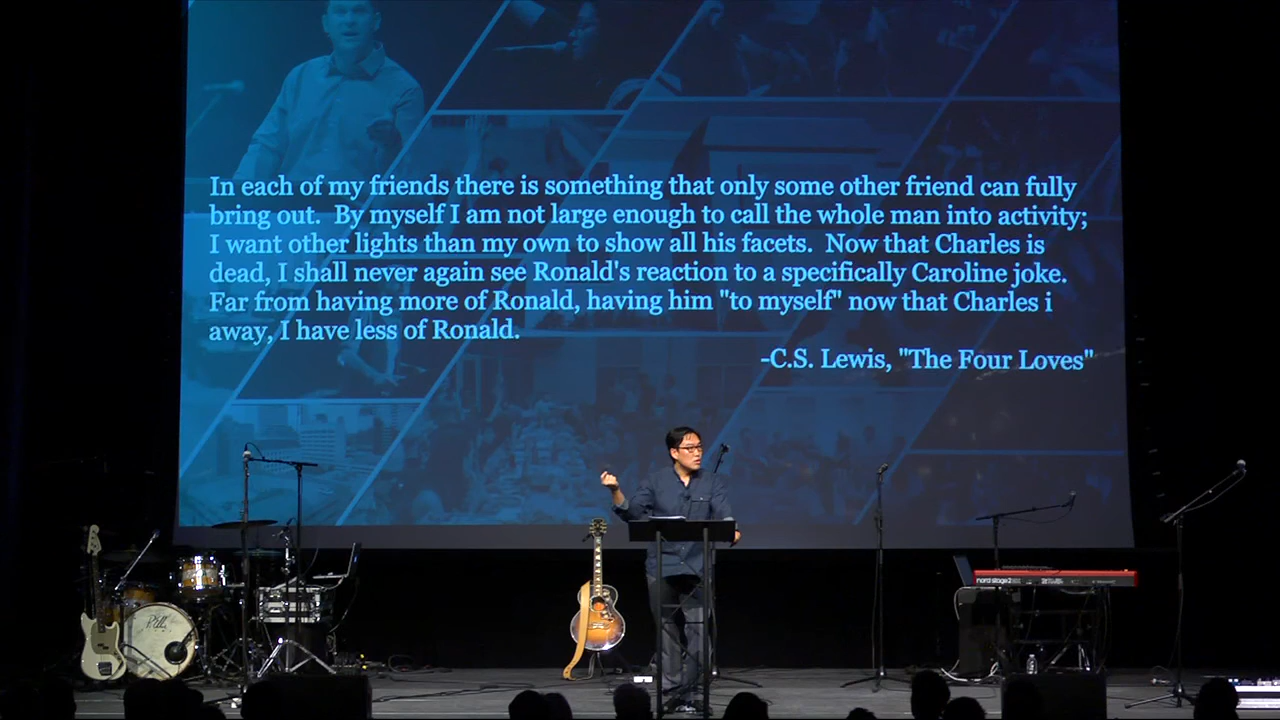 In each of my friends there is something that only some other friend can fully
bring out.  By myself I am not large enough to call the whole man into activity;
I want other lights than my own to show all his facets.  Now that Charles is
dead, I shall never again see Ronald's reaction to a specifically Caroline joke.
Far from having more of Ronald, having him "to myself" now that Charles i
away, I have less of Ronald.
-C.S. Lewis, "The Four Loves"
nord stage2